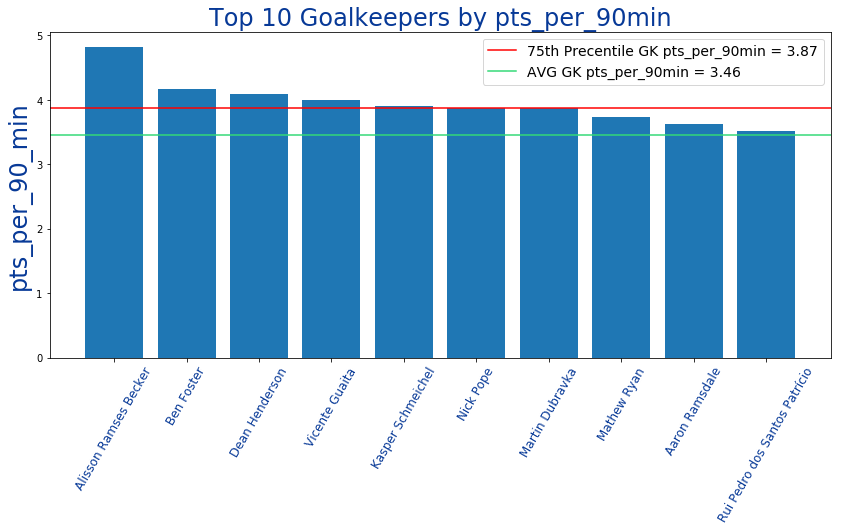 Top 10 Goalkeepers by pts_per_90min
75th Precentile GK pts_per_90min = 3.87
AVG GK pts_per_90min = 3.46
pts_per_90_min
5
4
3
2
1
0
Alisson Ramses Becker
Ben Foster
Dean Henderson
Vicente Guaita
Kasper Schmeichel
Nick Pope
Martin Dubravka
Mathew Ryan
Aaron Ramsdale
Rui Pedro dos Santos Patrício